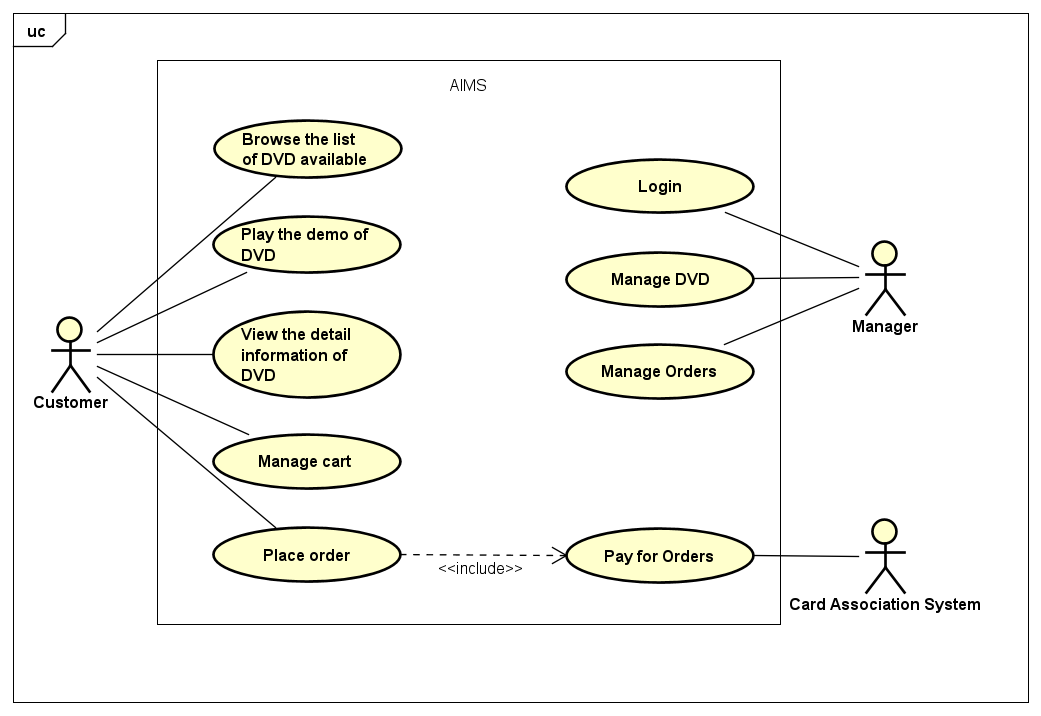 uc
AIMS
Browse the list
of DVD available
Play the demo of
DVD
View the detail
information of
DVD
Manage cart
Place order
<<include>>
Login
Manage DVD
Manage Orders
Pay for Orders
Customer
Manager
Card Association System